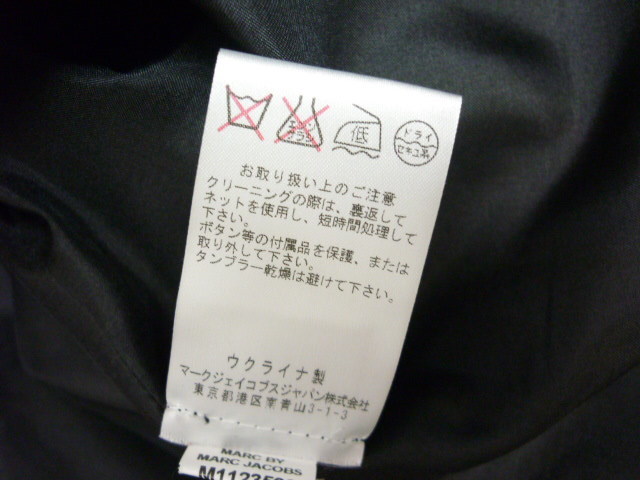 エンソ
サラシ
低
ドライ
セキユ系
お取り扱い上のご注意
クリーニングの際は、裏返して
ネットを使用し、短時間処理して
下さい。
ボタン等の付属品を保護、または
取り外して下さい。
タンブラー乾燥は避けて下さい。
ウクライナ製
マークジェイコブスジャパン株式会社
東京都港区南青山3-1-3
MARC BY
MARC JACOBS